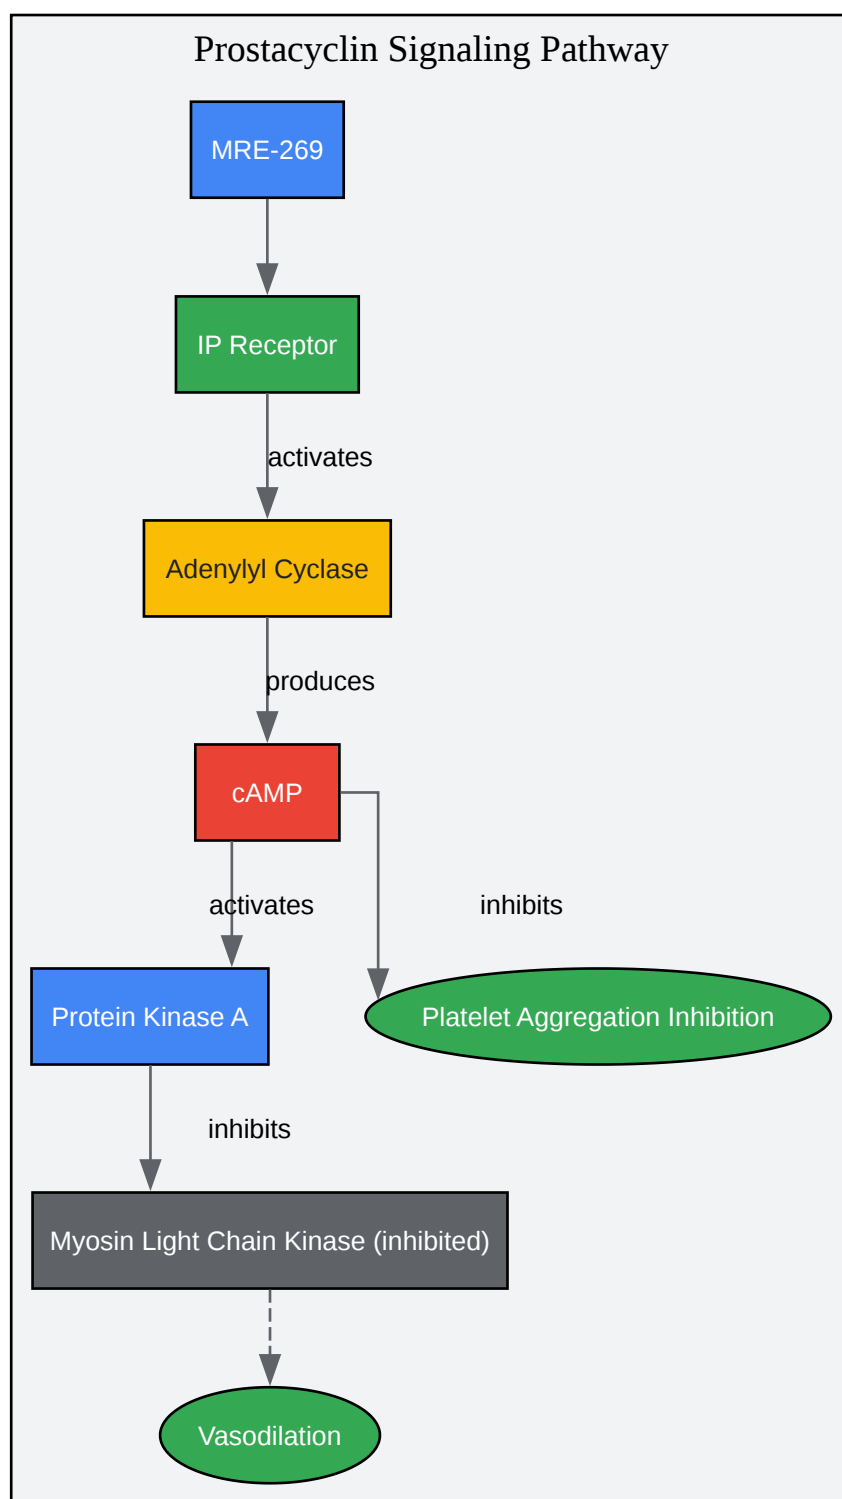 Prostacyclin Signaling Pathway
MRE-269
IP Receptor
activates
Adenylyl Cyclase
produces
cAMP
activates
inhibits
Protein Kinase A
Platelet Aggregation Inhibition
inhibits
Myosin Light Chain Kinase (inhibited)
Vasodilation